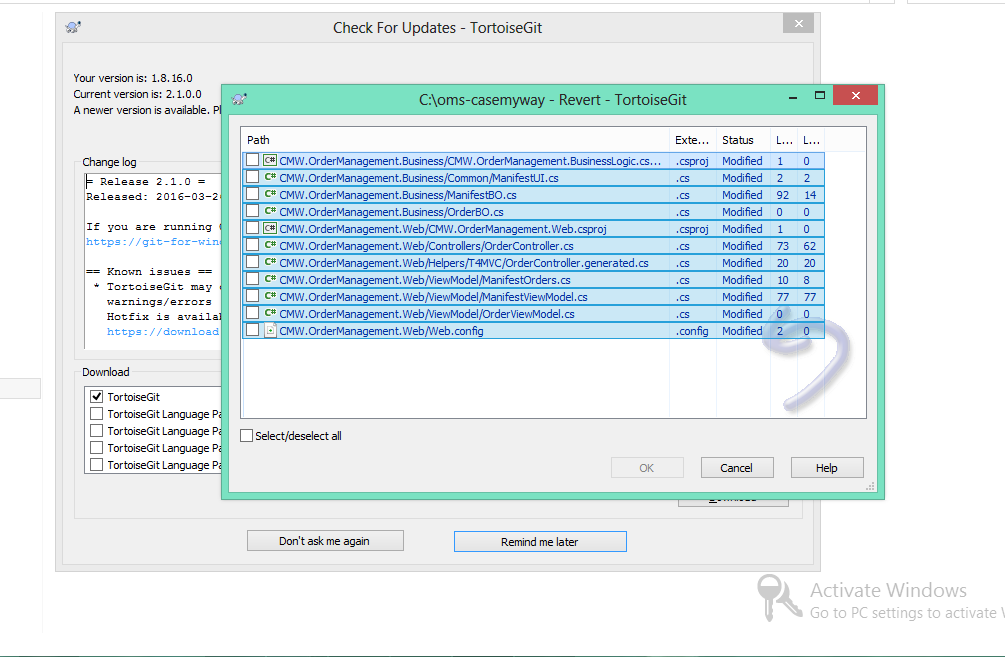 Check For Updates - TortoiseGit
Your version is: 1.8.16.0
Current version is: 2.1.0.0
A newer version is available.
Change log
= Release 2.1.0 =
Released: 2016-03-
If you are running
https://git-for-
== Known issues ==
* TortoiseGit may
warnings/errors
Hotfix is
https://download
Download
TortoiseGit
TortoiseGit Language
TortoiseGit Language
TortoiseGit Language
TortoiseGit Language
Don't ask me again
Remind me later
C:\oms-casemyway - Revert - TortoiseGit
Path Exte... Status L... L...
CMW.OrderManagement.Business/CMW.OrderManagement.BusinessLogic.cs... .csproj Modified 1 0
CMW.OrderManagement.Business/Common/ManifestUI.cs .cs Modified 2 2
CMW.OrderManagement.Business/ManifestBO.cs .cs Modified 92 14
CMW.OrderManagement.Business/OrderBO.cs .cs Modified 0 0
CMW.OrderManagement.Web/CMW.OrderManagement.Web.csproj .csproj Modified 1 0
CMW.OrderManagement.Web/Controllers/OrderController.cs .cs Modified 73 62
CMW.OrderManagement.Web/Helpers/T4MVC/OrderController.generated.cs .cs Modified 20 20
CMW.OrderManagement.Web/ViewModel/ManifestOrders.cs .cs Modified 10 8
CMW.OrderManagement.Web/ViewModel/ManifestViewModel.cs .cs Modified 77 77
CMW.OrderManagement.Web/ViewModel/OrderViewModel.cs .cs Modified 0 0
CMW.OrderManagement.Web/Web.config .config Modified 2 0
Select/deselect all
OK
Cancel
Help
Activate Windows
Go to PC settings to activate